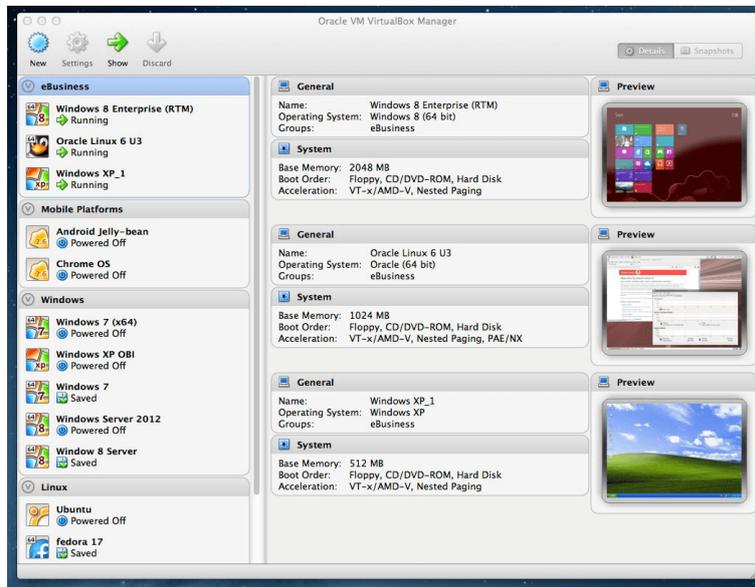 Oracle VM VirtualBox Manager
New Settings Show Discard
Details Snapshots
eBusiness
Windows 8 Enterprise (RTM)
Running
Oracle Linux 6 U3
Running
Windows XP_1
Running
Mobile Platforms
Android Jelly-bean
Powered Off
Chrome OS
Powered Off
Windows
Windows 7 (x64)
Powered Off
Windows XP OBI
Powered Off
Windows 7
Saved
Windows Server 2012
Powered Off
Window 8 Server
Saved
Linux
Ubuntu
Powered Off
fedora 17
Saved
General
Name: Windows 8 Enterprise (RTM)
Operating System: Windows 8 (64 bit)
Groups: eBusiness
System
Base Memory: 2048 MB
Boot Order: Floppy, CD/DVD-ROM, Hard Disk
Acceleration: VT-x/AMD-V, Nested Paging
Preview
Start
General
Name: Oracle Linux 6 U3
Operating System: Oracle (64 bit)
Groups: eBusiness
System
Base Memory: 1024 MB
Boot Order: Floppy, CD/DVD-ROM, Hard Disk
Acceleration: VT-x/AMD-V, Nested Paging, PAE/NX
Preview
General
Name: Windows XP_1
Operating System: Windows XP
Groups: eBusiness
System
Base Memory: 512 MB
Boot Order: Floppy, CD/DVD-ROM, Hard Disk
Acceleration: VT-x/AMD-V, Nested Paging
Preview